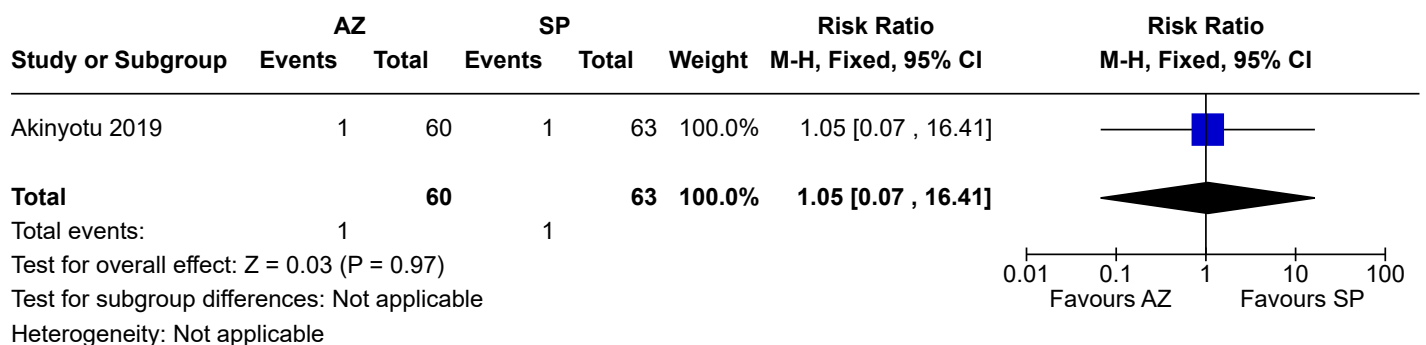 AZ SP Risk Ratio Risk Ratio
Study or Subgroup Events Total Events Total Weight M-H, Fixed, 95% CI M-H, Fixed, 95% CI
Akinyotu 2019 1 60 1 63 100.0% 1.05 [0.07 , 16.41]
Total 60 63 100.0% 1.05 [0.07 , 16.41]
Total events: 1 1
Test for overall effect: Z = 0.03 (P = 0.97)
0.01 0.1 1 10 100
Test for subgroup differences: Not applicable Favours AZ Favours SP
Heterogeneity: Not applicable